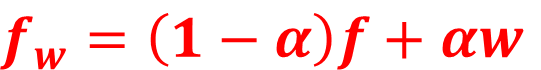 f_w = (1 − α)f + αw